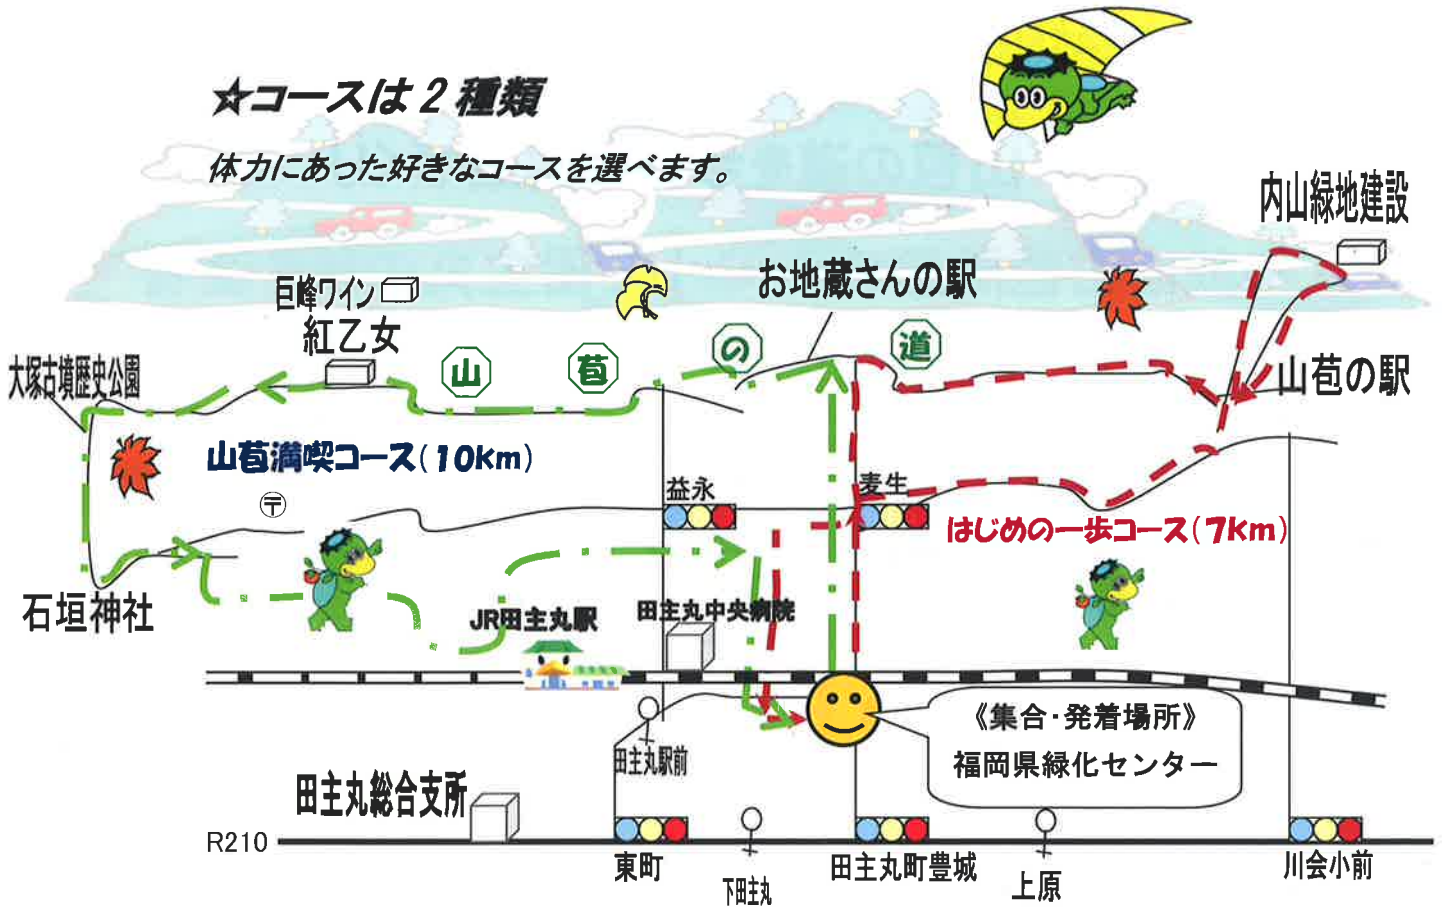 ☆コースは2種類
体力にあった好きなコースを選べます。
内山緑地建設
お地蔵さんの駅
巨峰ワイン
紅乙女
山苞の道
大塚古墳歴史公園
山苞の駅
山苞満喫コース(10km)
益永
麦生
〒
はじめの一歩コース(7km)
石垣神社
JR田主丸駅
田主丸中央病院
《集合・発着場所》
福岡県緑化センター
田主丸駅前
田主丸総合支所
R210
東町
下田主丸
田主丸町豊城
上原
川会小前